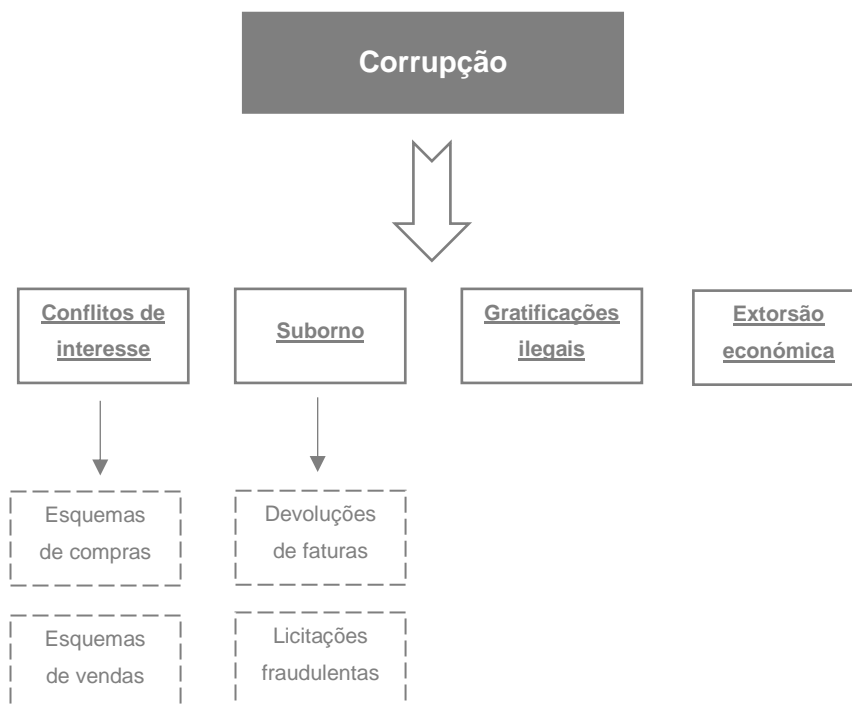 Corrupção
Conflitos de
interesse
Suborno
Gratificações
ilegais
Extorsão
económica
Esquemas
de compras
Devoluções
de faturas
Esquemas
de vendas
Licitações
fraudulentas